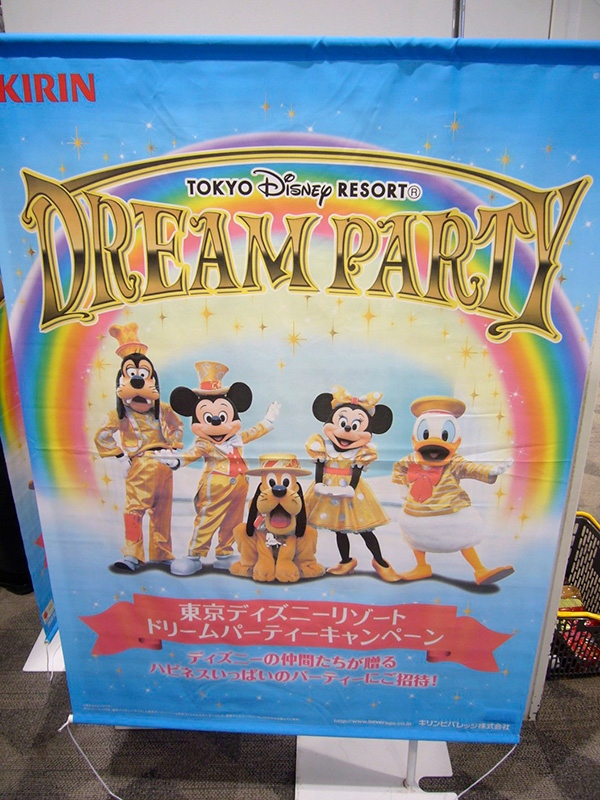 KIRIN
TOKYO Disney RESORT®
DREAM PARTY
東京ディズニーリゾート
ドリームパーティーキャンペーン
ディズニーの仲間たちが贈る
ハピネスいっぱいのパーティーにご招待!
キリンビバレッジ株式会社